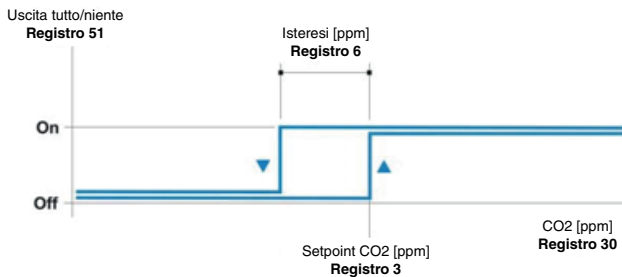 Uscita tutto/niente
Registro 51
Isteresi [ppm]
Registro 6
On
Off
Setpoint CO2 [ppm]
Registro 3
CO2 [ppm]
Registro 30